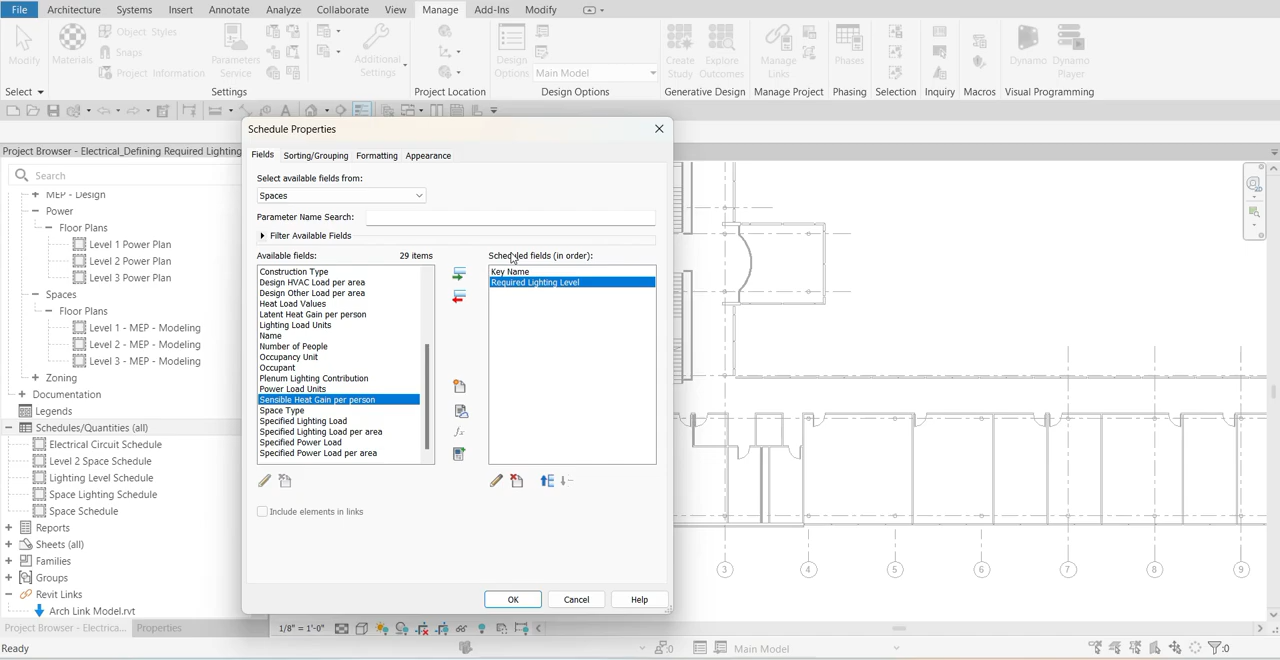 File Architecture Systems Insert Annotate Analyze Collaborate View Manage Add-Ins Modify
Modify
Materials
Object Styles
Snaps
Project Information
Parameters Service
Additional Settings
Design Options
Main Model
Create Study
Explore Outcomes
Manage Links
Phases
Dynamo
Dynamo Player
Select Settings Project Location Design Options Generative Design Manage Project Phasing Selection Inquiry Macros Visual Programming
Project Browser - Electrical_Defining Required Lighting
Search
MEP - Design
Power
Floor Plans
Level 1 Power Plan
Level 2 Power Plan
Level 3 Power Plan
Spaces
Floor Plans
Level 1 - MEP - Modeling
Level 2 - MEP - Modeling
Level 3 - MEP - Modeling
Zoning
Documentation
Legends
Schedules/Quantities (all)
Electrical Circuit Schedule
Level 2 Space Schedule
Lighting Level Schedule
Space Lighting Schedule
Space Schedule
Reports
Sheets (all)
Families
Groups
Revit Links
Arch Link Model.rvt
Project Browser - Electrica... Properties
Schedule Properties
Fields Sorting/Grouping Formatting Appearance
Select available fields from:
Spaces
Parameter Name Search:
Filter Available Fields
Available fields: 29 items
Construction Type
Design HVAC Load per area
Design Other Load per area
Heat Load Values
Latent Heat Gain per person
Lighting Load Units
Name
Number of People
Occupancy Unit
Occupant
Plenum Lighting Contribution
Power Load Units
Sensible Heat Gain per person
Space Type
Specified Lighting Load
Specified Lighting Load per area
Specified Power Load
Specified Power Load per area
Scheduled fields (in order):
Key Name
Required Lighting Level
Include elements in links
OK Cancel Help
3 4 5 6 7 8 9
1/8" = 1'-0"
Ready
:0
Main Model
:0